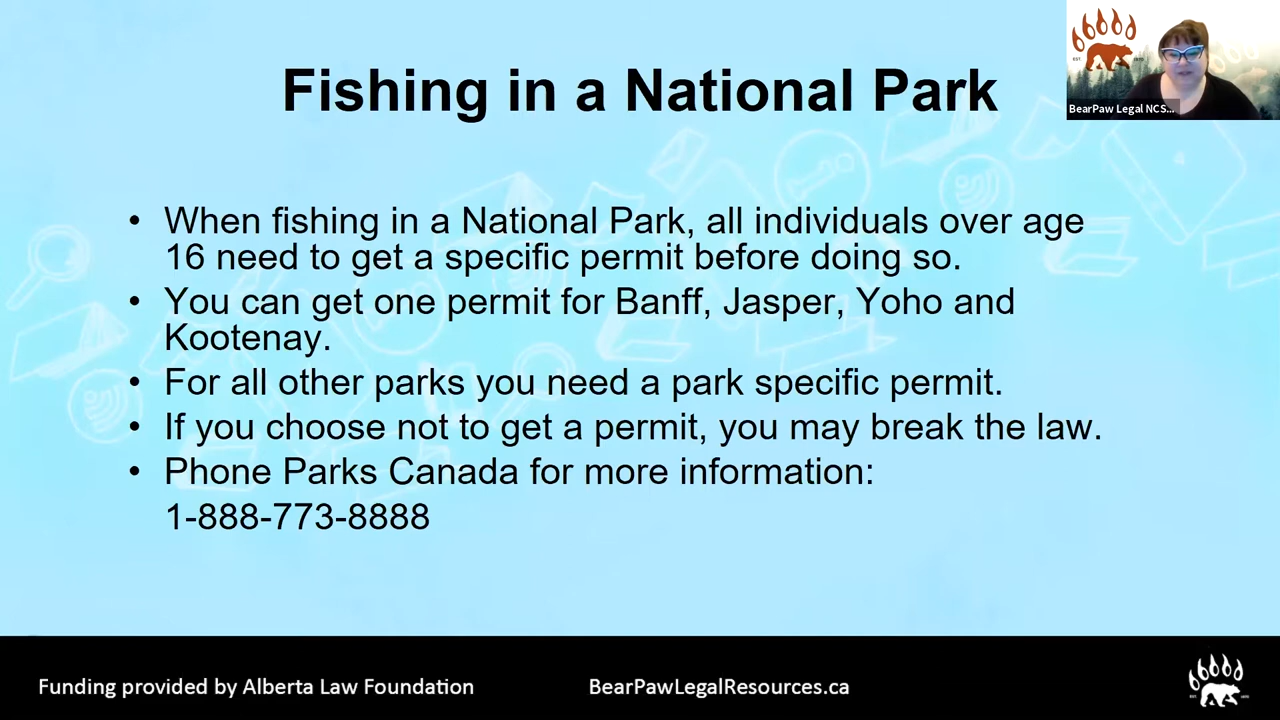 Fishing in a National Park
BearPaw Legal NCS...
• When fishing in a National Park, all individuals over age
16 need to get a specific permit before doing so.
• You can get one permit for Banff, Jasper, Yoho and
Kootenay.
• For all other parks you need a park specific permit.
• If you choose not to get a permit, you may break the law.
• Phone Parks Canada for more information:
1-888-773-8888
Funding provided by Alberta Law Foundation
BearPawLegalResources.ca